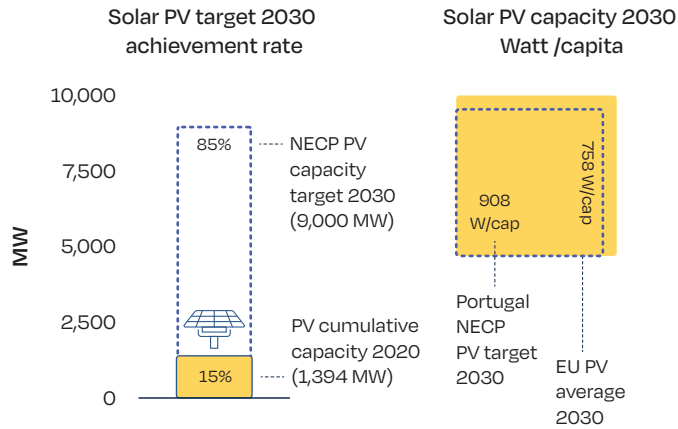 Solar PV target 2030
achievement rate
10,000
7,500
5,000
2,500
0
MW
85%
15%
NECP PV
capacity
target 2030
(9,000 MW)
PV cumulative
capacity 2020
(1,394 MW)
Solar PV capacity 2030
Watt /capita
908
W/cap
758 W/cap
Portugal
NECP
PV target
2030
EU PV
average
2030